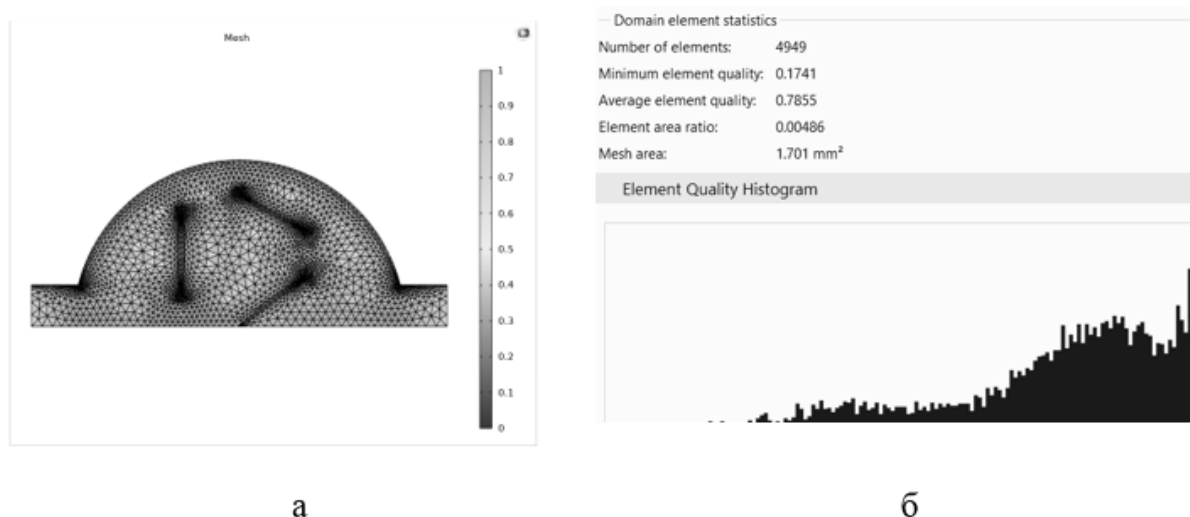 Mesh
1
0.9
0.8
0.7
0.6
0.5
0.4
0.3
0.2
0.1
0
Domain element statistics
Number of elements: 4949
Minimum element quality: 0.1741
Average element quality: 0.7855
Element area ratio: 0.00486
Mesh area: 1.701 mm²
Element Quality Histogram
а
б